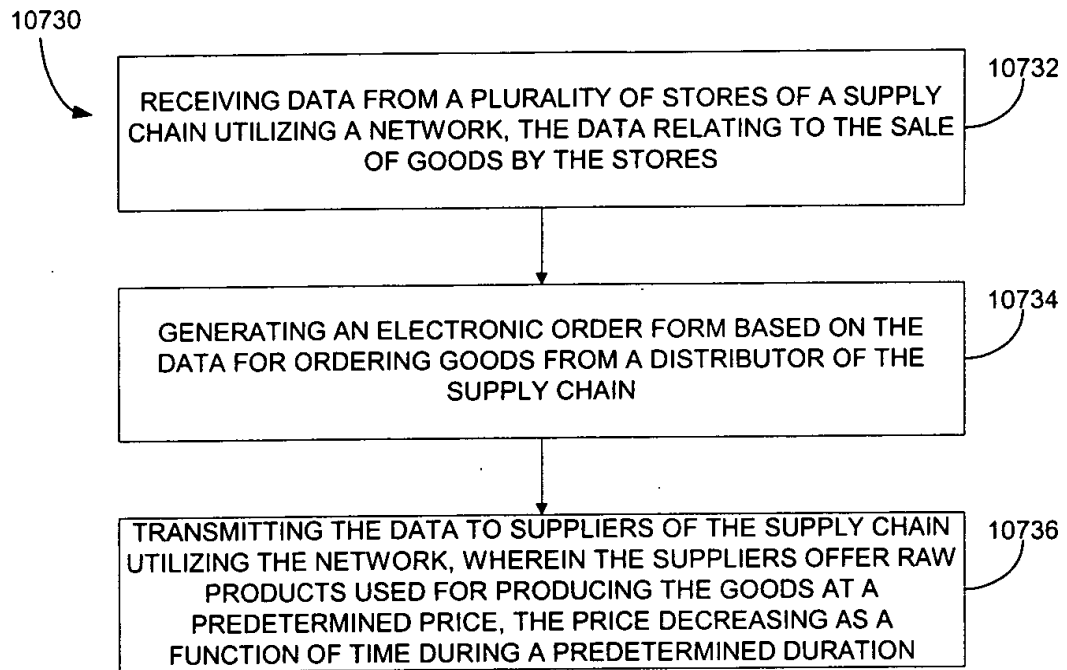 10730
10732
RECEIVING DATA FROM A PLURALITY OF STORES OF A SUPPLY
CHAIN UTILIZING A NETWORK, THE DATA RELATING TO THE SALE
OF GOODS BY THE STORES
10734
GENERATING AN ELECTRONIC ORDER FORM BASED ON THE
DATA FOR ORDERING GOODS FROM A DISTRIBUTOR OF THE
SUPPLY CHAIN
10736
TRANSMITTING THE DATA TO SUPPLIERS OF THE SUPPLY CHAIN
UTILIZING THE NETWORK, WHEREIN THE SUPPLIERS OFFER RAW
PRODUCTS USED FOR PRODUCING THE GOODS AT A
PREDETERMINED PRICE, THE PRICE DECREASING AS A
FUNCTION OF TIME DURING A PREDETERMINED DURATION